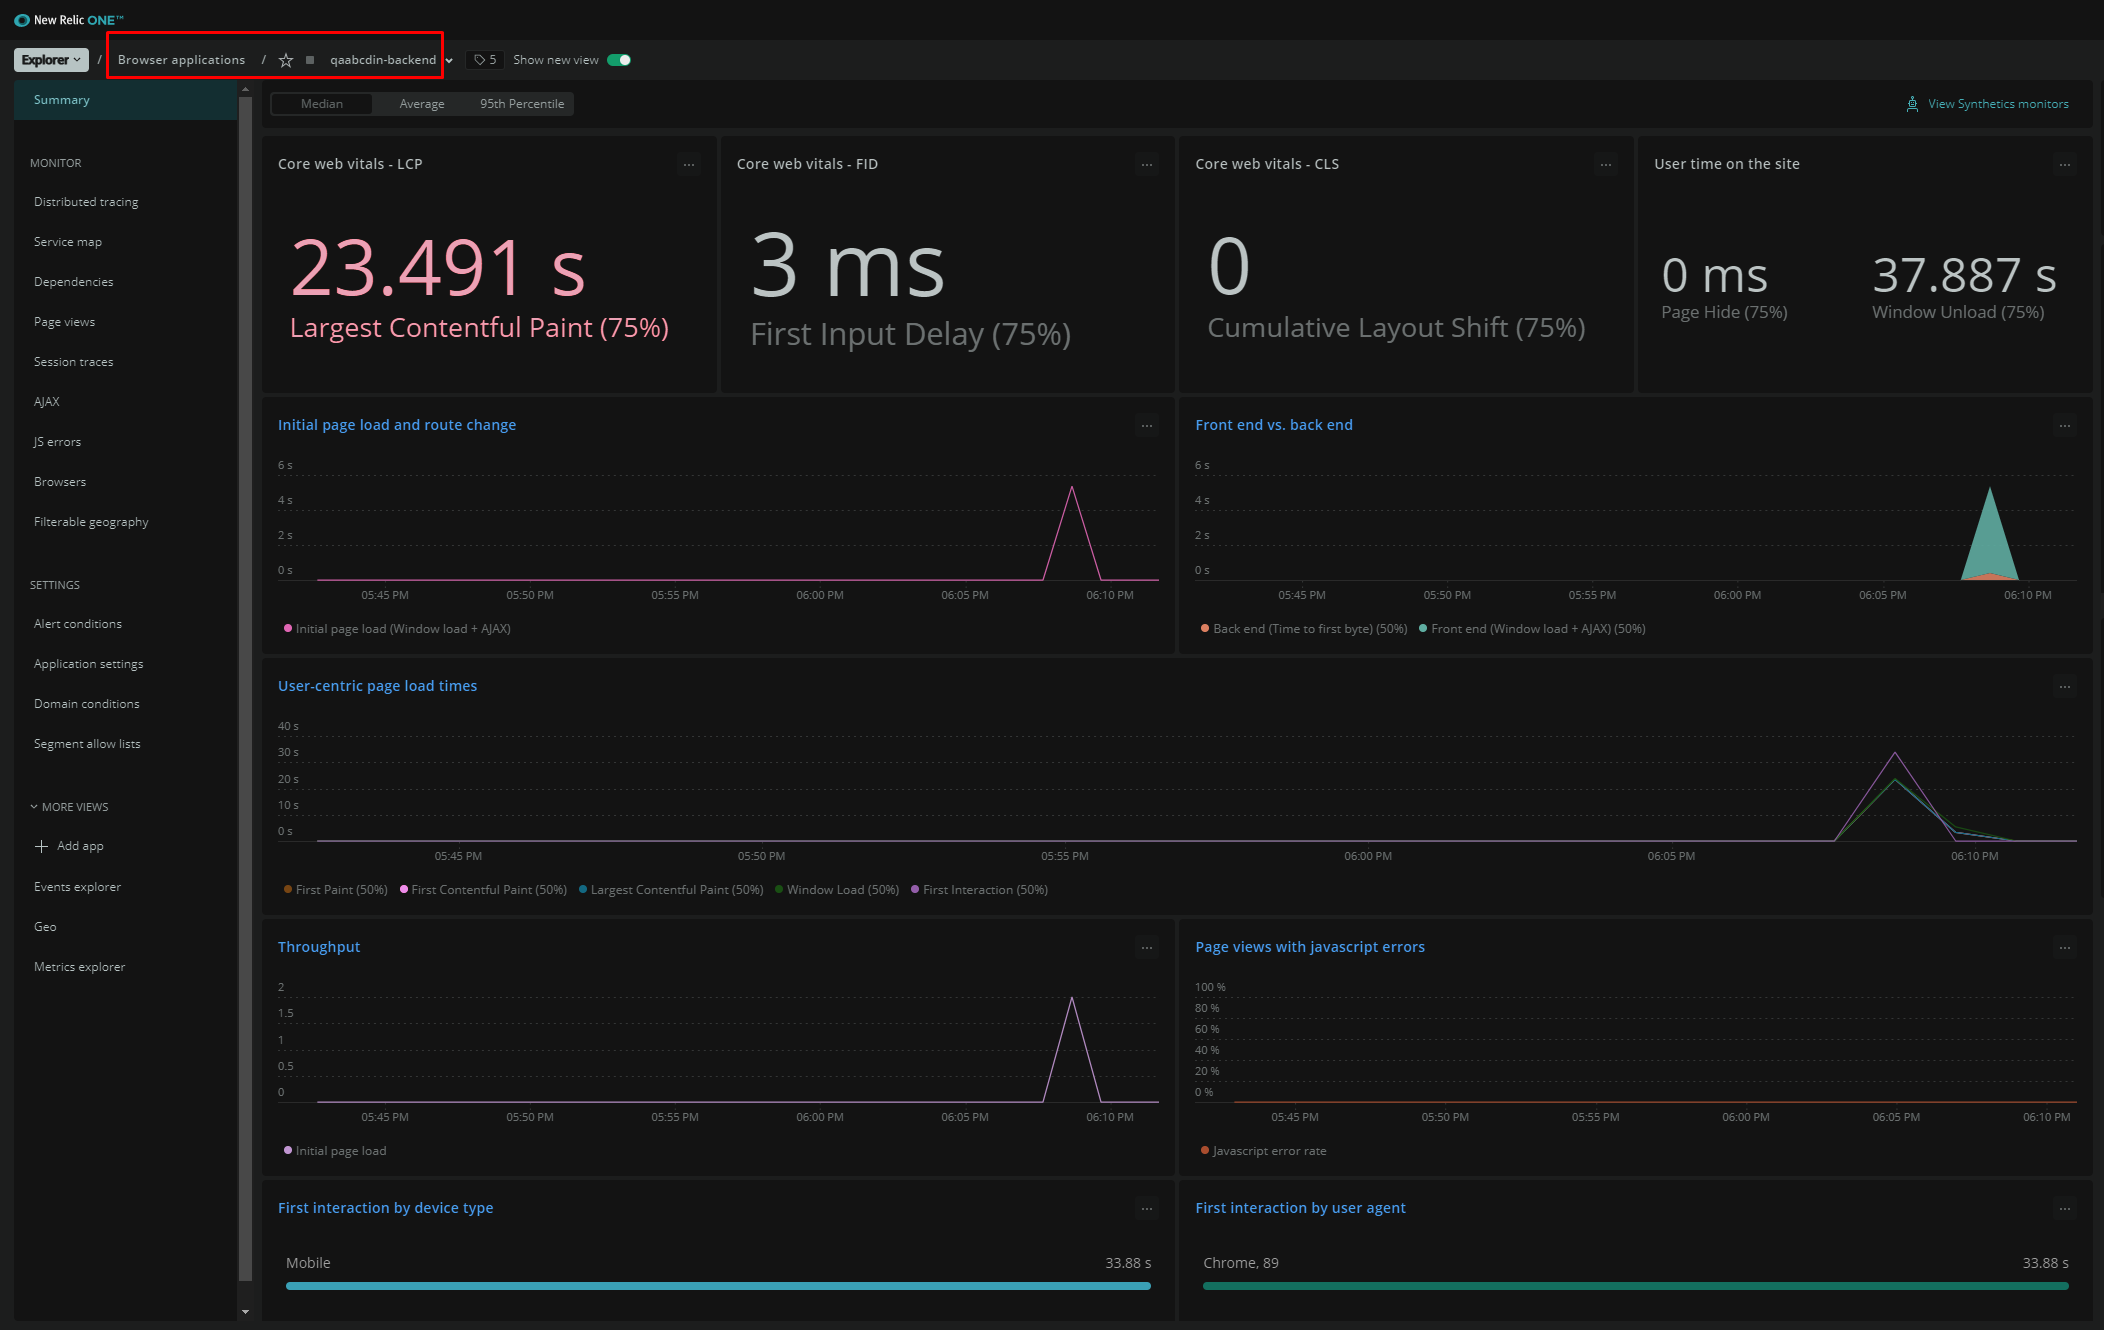 New Relic ONE™
Explorer / Browser applications / qaabcdin-backend 5 Show new view
Summary
MONITOR
Distributed tracing
Service map
Dependencies
Page views
Session traces
AJAX
JS errors
Browsers
Filterable geography
SETTINGS
Alert conditions
Application settings
Domain conditions
Segment allow lists
MORE VIEWS
Add app
Events explorer
Geo
Metrics explorer
Median Average 95th Percentile
View Synthetics monitors
Core web vitals - LCP
23.491 s
Largest Contentful Paint (75%)
Core web vitals - FID
3 ms
First Input Delay (75%)
Core web vitals - CLS
0
Cumulative Layout Shift (75%)
User time on the site
0 ms
Page Hide (75%)
37.887 s
Window Unload (75%)
Initial page load and route change
6 s
4 s
2 s
0 s
05:45 PM 05:50 PM 05:55 PM 06:00 PM 06:05 PM 06:10 PM
Initial page load (Window load + AJAX)
Front end vs. back end
6 s
4 s
2 s
0 s
05:45 PM 05:50 PM 05:55 PM 06:00 PM 06:05 PM 06:10 PM
Back end (Time to first byte) (50%) Front end (Window load + AJAX) (50%)
User-centric page load times
40 s
30 s
20 s
10 s
0 s
05:45 PM 05:50 PM 05:55 PM 06:00 PM 06:05 PM 06:10 PM
First Paint (50%) First Contentful Paint (50%) Largest Contentful Paint (50%) Window Load (50%) First Interaction (50%)
Throughput
2
1.5
1
0.5
0
05:45 PM 05:50 PM 05:55 PM 06:00 PM 06:05 PM 06:10 PM
Initial page load
Page views with javascript errors
100 %
80 %
60 %
40 %
20 %
0 %
05:45 PM 05:50 PM 05:55 PM 06:00 PM 06:05 PM 06:10 PM
Javascript error rate
First interaction by device type
Mobile 33.88 s
First interaction by user agent
Chrome, 89 33.88 s